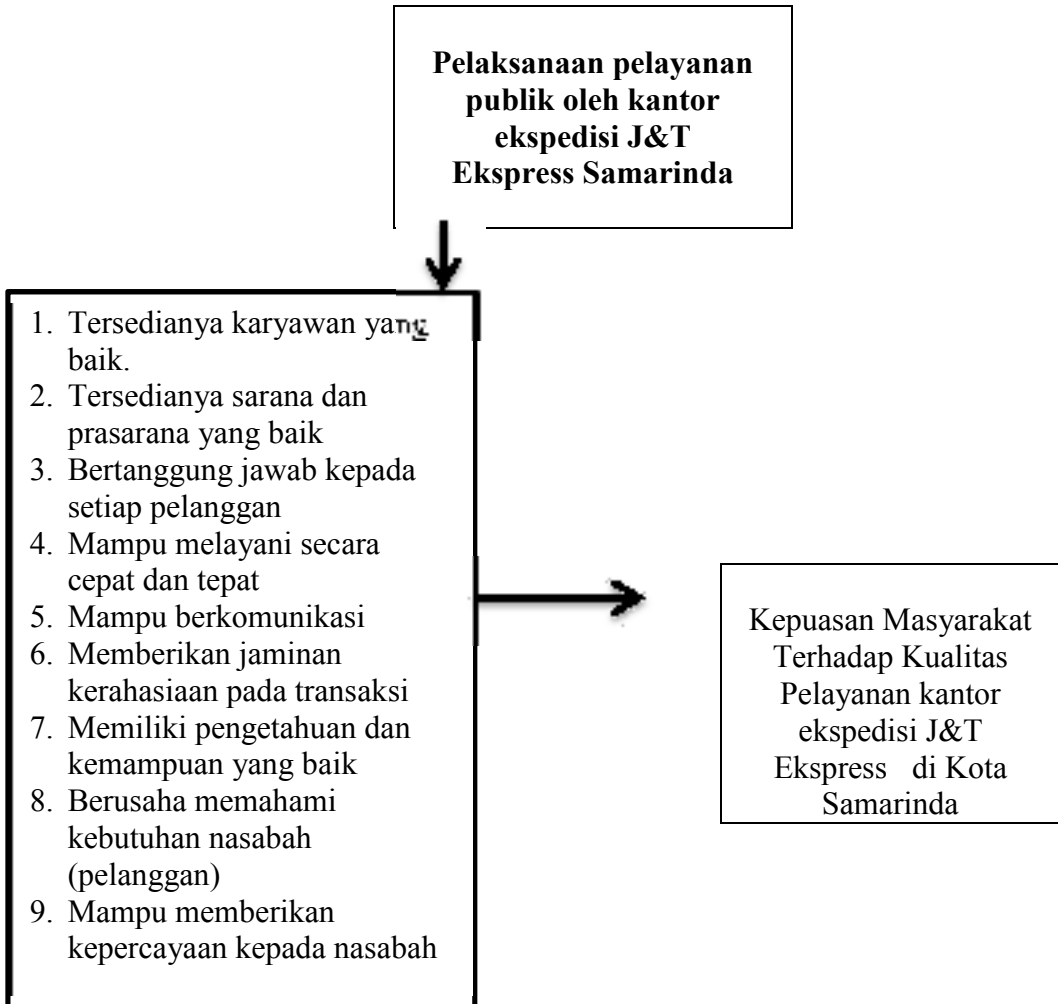 Pelaksanaan pelayanan
publik oleh kantor
ekspedisi J&T
Ekspress Samarinda
1. Tersedianya karyawan yang
baik.
2. Tersedianya sarana dan
prasarana yang baik
3. Bertanggung jawab kepada
setiap pelanggan
4. Mampu melayani secara
cepat dan tepat
5. Mampu berkomunikasi
6. Memberikan jaminan
kerahasiaan pada transaksi
7. Memiliki pengetahuan dan
kemampuan yang baik
8. Berusaha memahami
kebutuhan nasabah
(pelanggan)
9. Mampu memberikan
kepercayaan kepada nasabah
Kepuasan Masyarakat
Terhadap Kualitas
Pelayanan kantor
ekspedisi J&T
Ekspress di Kota
Samarinda